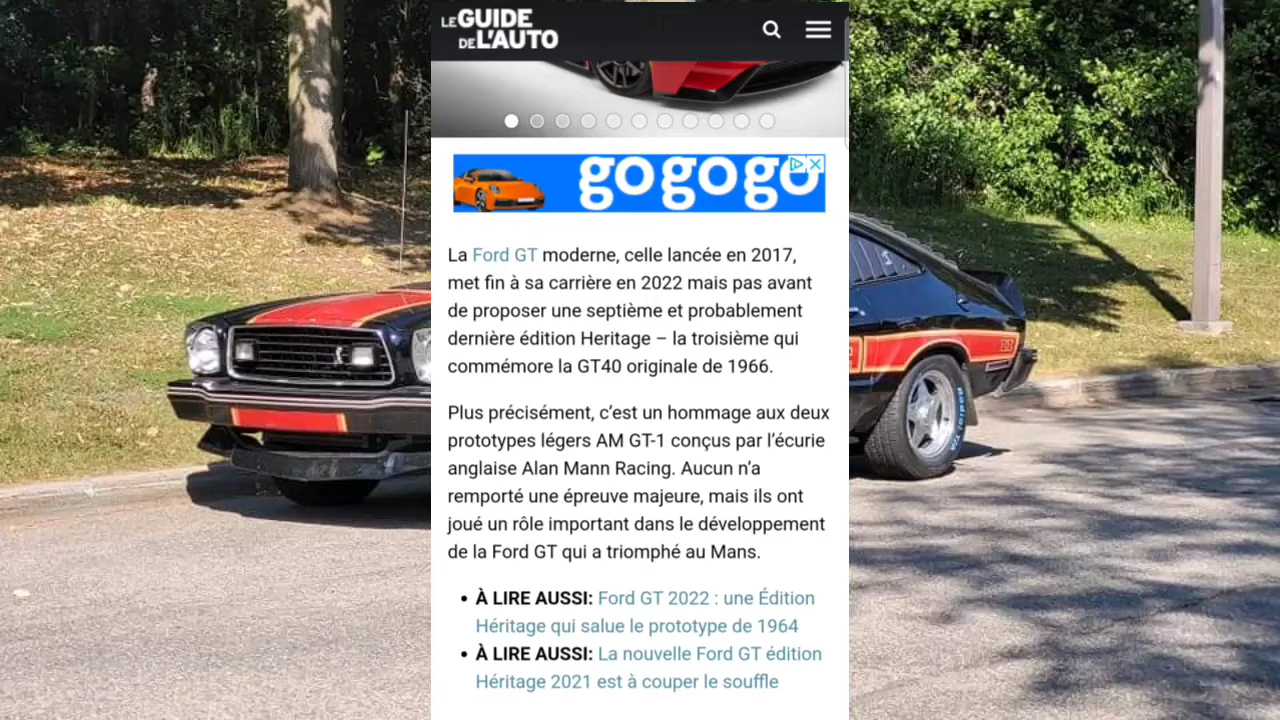 LE GUIDE
DE L'AUTO
gogogo
La Ford GT moderne, celle lancée en 2017,
met fin à sa carrière en 2022 mais pas avant
de proposer une septième et probablement
dernière édition Heritage – la troisième qui
commémore la GT40 originale de 1966.
Plus précisément, c’est un hommage aux deux
prototypes légers AM GT-1 conçus par l’écurie
anglaise Alan Mann Racing. Aucun n’a
remporté une épreuve majeure, mais ils ont
joué un rôle important dans le développement
de la Ford GT qui a triomphé au Mans.
• À LIRE AUSSI: Ford GT 2022 : une Édition
Héritage qui salue le prototype de 1964
• À LIRE AUSSI: La nouvelle Ford GT édition
Héritage 2021 est à couper le souffle